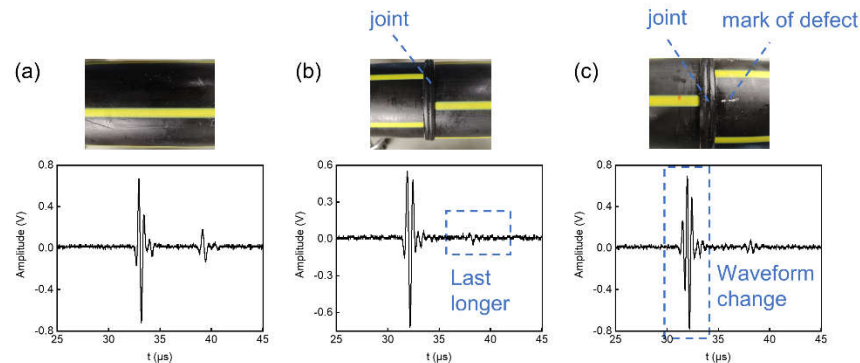 joint
joint
mark of defect
(a)
(b)
(c)
0.8
0.4
0.0
-0.4
-0.8
Amplitude (V)
25
30
35
40
45
t (μs)
0.6
0.3
0.0
-0.3
-0.6
Amplitude (V)
Last
longer
25
30
35
40
45
t (μs)
0.8
0.4
0.0
-0.4
-0.8
Amplitude (V)
Waveform
change
25
30
35
40
45
t (μs)